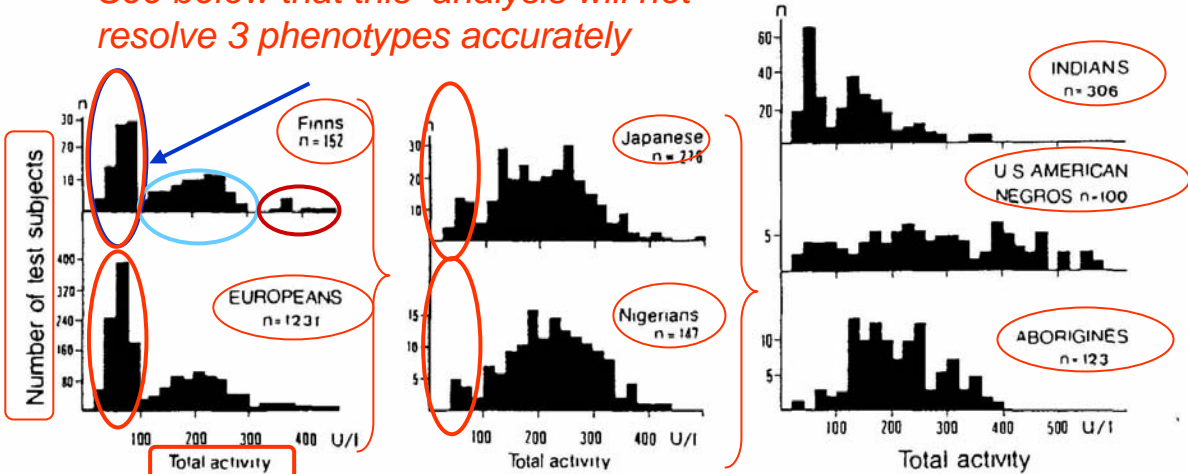 See below that this analysis will not
resolve 3 phenotypes accurately
Number of test subjects
n
30
20
10
Finns
n = 152
300
400
320
240
160
80
EUROPEANS
n = 1231
100
200
400
U/l
Total activity
n
30
20
10
Japanese
15
10
5
Nigerians
n = 147
100
200
300
400
U/l
Total activity
n
60
40
20
INDIANS
n = 306
5
U S AMERICAN
NEGROS n=100
10
5
ABORIGINES
n = 123
100
200
300
400
500
U/l
Total activity